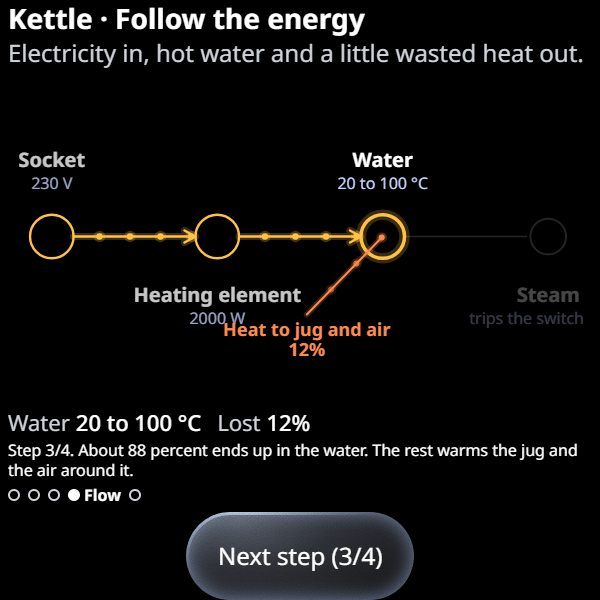 Kettle · Follow the energy
Electricity in, hot water and a little wasted heat out.
Socket
230 V
Water
20 to 100 °C
Heating element
2000 W
Steam
trips the switch
Heat to jug and air
12%
Water 20 to 100 °C Lost 12%
Step 3/4. About 88 percent ends up in the water. The rest warms the jug and
the air around it.
Flow
Next step (3/4)